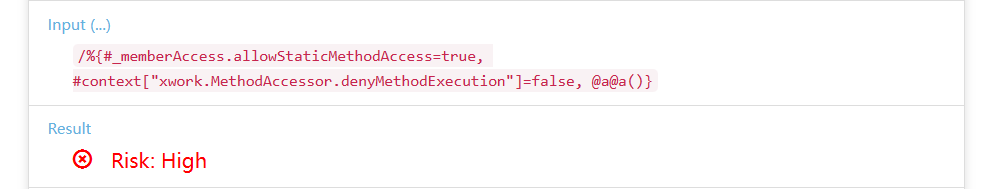 Input (...)
/%{#_memberAccess.allowStaticMethodAccess=true,
#context["xwork.MethodAccessor.denyMethodExecution"]=false, @a@a()}
Result
Risk: High